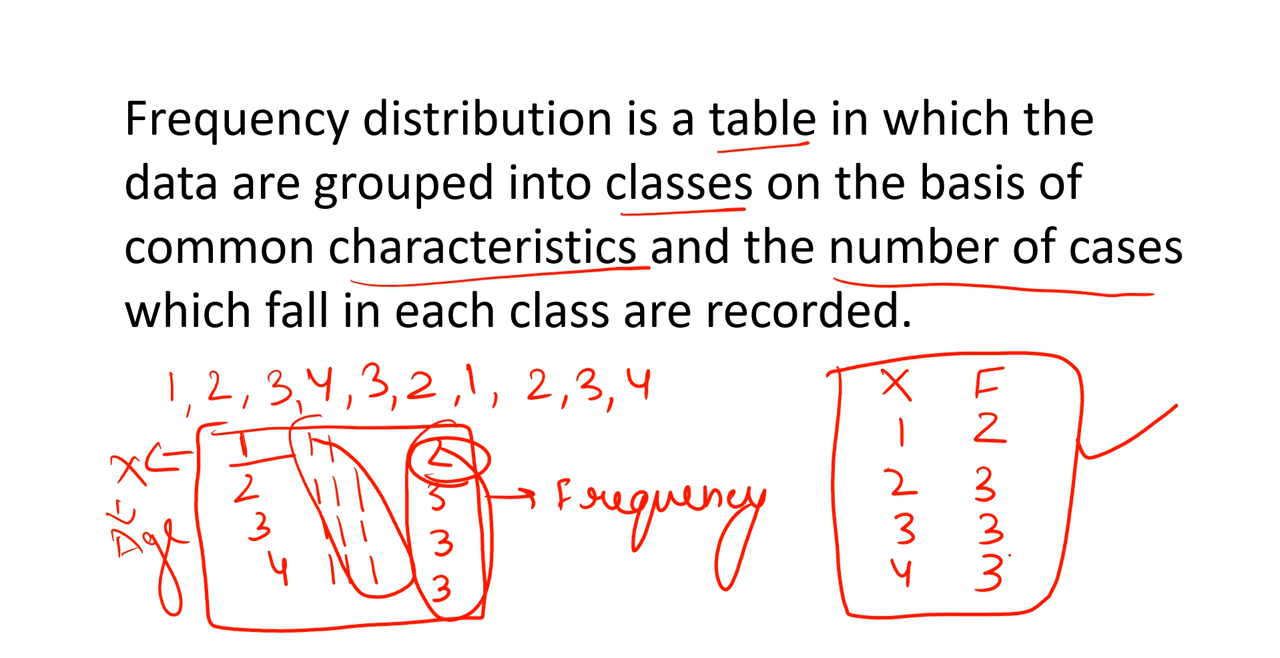 Frequency distribution is a table in which the
data are grouped into classes on the basis of
common characteristics and the number of cases
which fall in each class are recorded.
1, 2, 3, 4, 3, 2, 1, 2, 3, 4
X 1 || 2
2 ||| 3 Frequency
3 ||| 3
4 ||| 3
X F
1 2
2 3
3 3
4 3